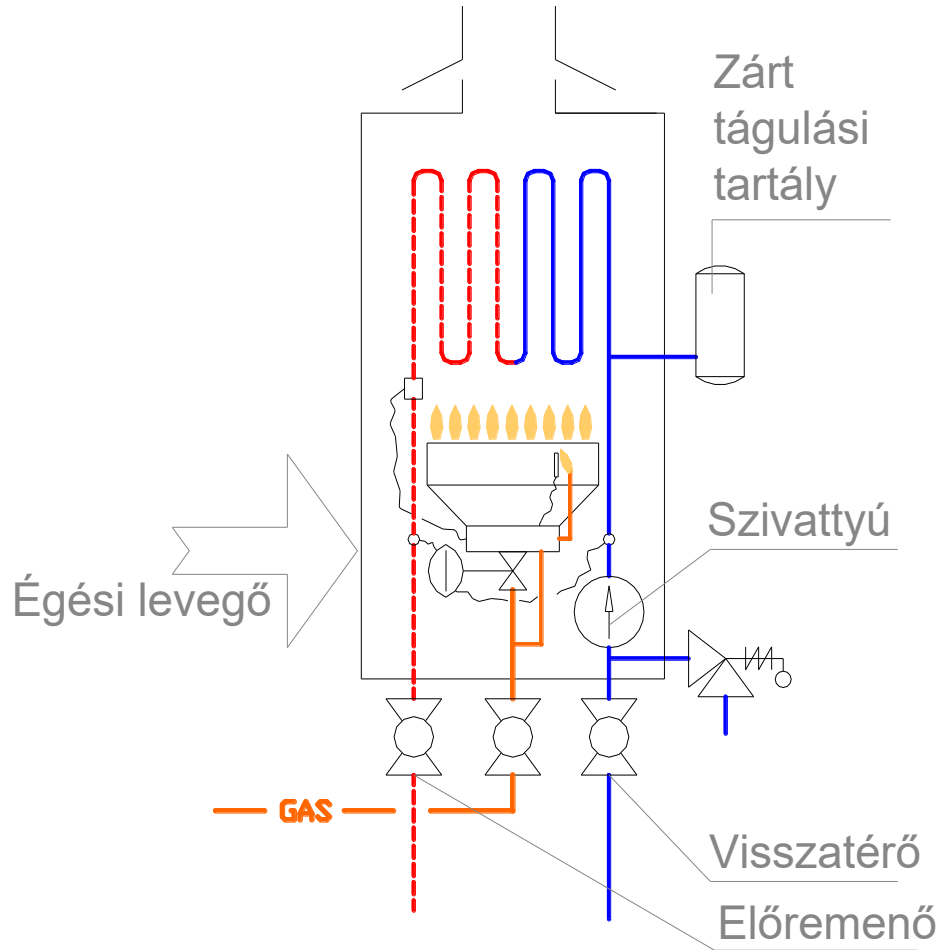 Zárt
tágulási
tartály
Szivattyú
Égési levegő
GAS
Visszatérő
Előremenő